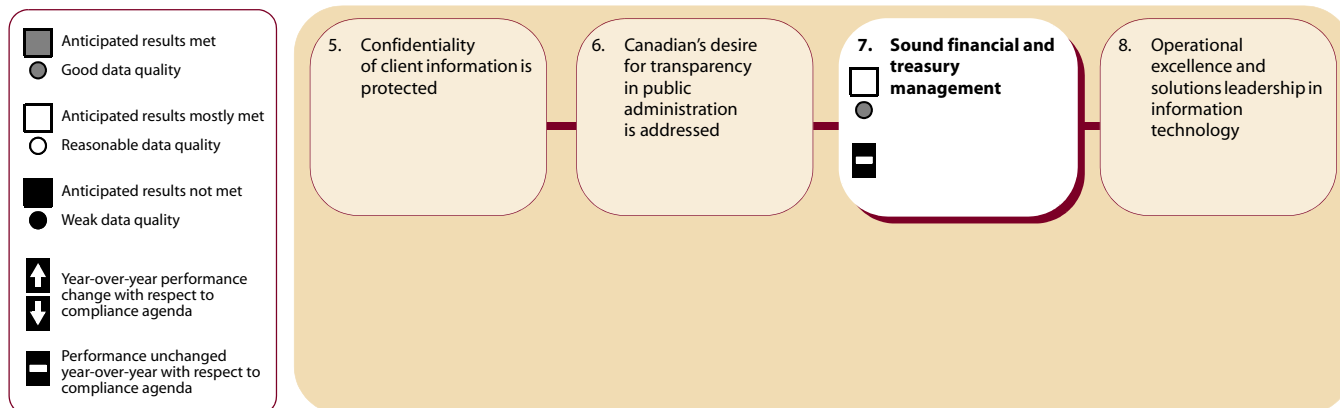 Anticipated results met
Good data quality
Anticipated results mostly met
Reasonable data quality
Anticipated results not met
Weak data quality
Year-over-year performance
change with respect to
compliance agenda
Performance unchanged
year-over-year with respect to
compliance agenda
5. Confidentiality
of client information is
protected
6. Canadian's desire
for transparency
in public
administration
is addressed
7. Sound financial and
treasury
management
8. Operational
excellence and
solutions leadership in
information
technology